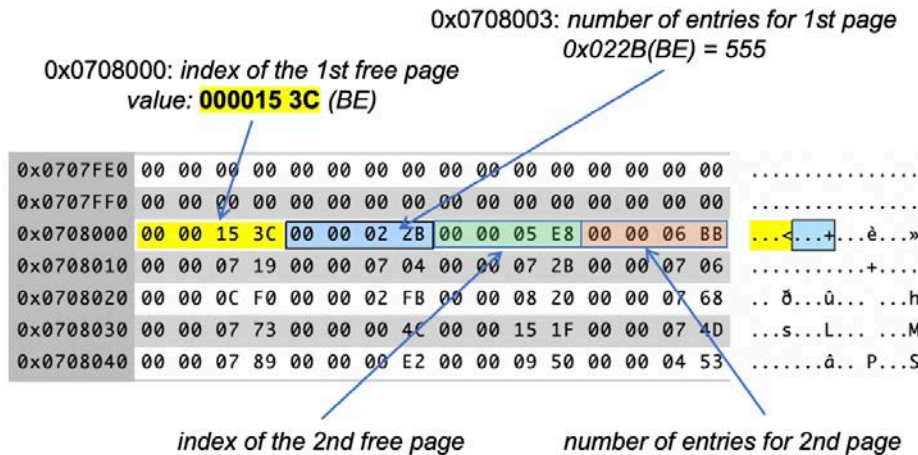 0x0708003: number of entries for 1st page
0x022B(BE) = 555
0x0708000: index of the 1st free page
value: 000015 3C (BE)
0x0707FE0 00 00 00 00 00 00 00 00 00 00 00 00 00 00 00 00 ................
0x0707FF0 00 00 00 00 00 00 00 00 00 00 00 00 00 00 00 00 ................
0x0708000 00 00 15 3C 00 00 02 2B 00 00 05 E8 00 00 06 BB ...<...+...è...»
0x0708010 00 00 07 19 00 00 07 04 00 00 07 2B 00 00 07 06 ...........+....
0x0708020 00 00 0C F0 00 00 02 FB 00 00 08 20 00 00 07 68 .. ð...û... ...h
0x0708030 00 00 07 73 00 00 00 4C 00 00 15 1F 00 00 07 4D ...s...L.......M
0x0708040 00 00 07 89 00 00 00 E2 00 00 09 50 00 00 04 53 .......â.. P...S
index of the 2nd free page
number of entries for 2nd page